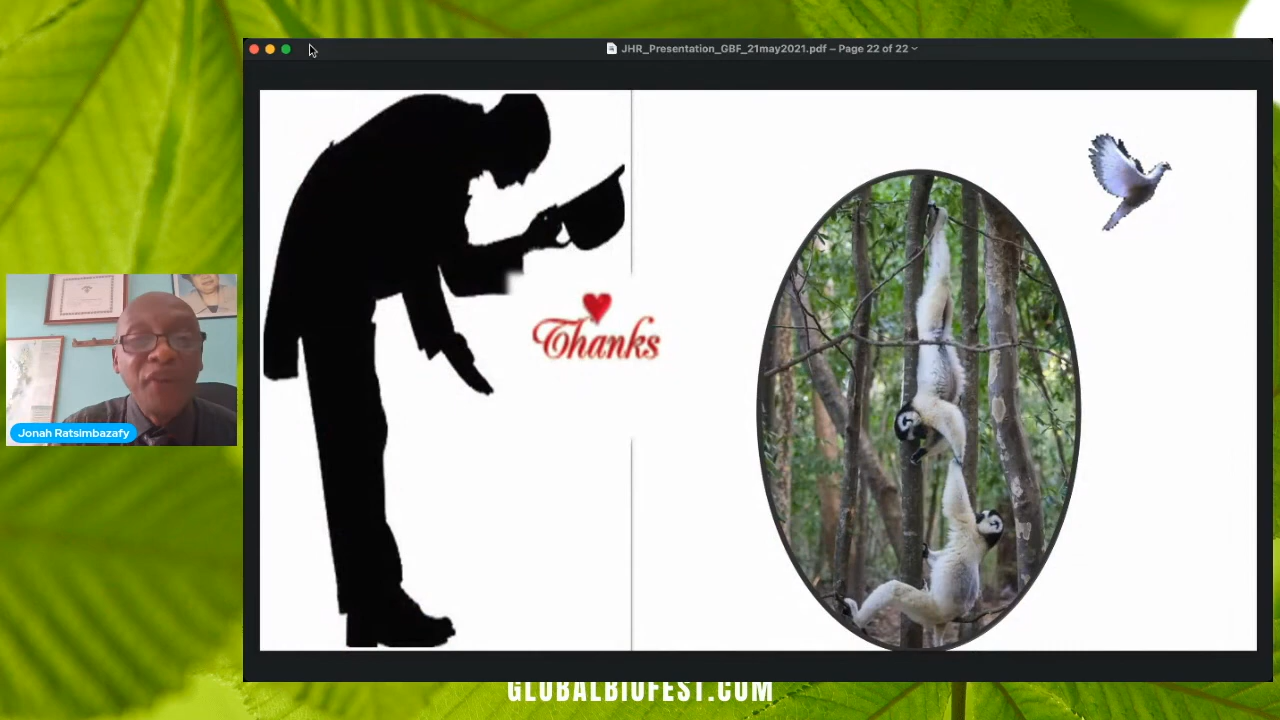 JHR_Presentation_GBF_21may2021.pdf – Page 22 of 22
Thanks
Jonah Ratsimbazafy
GLOBALBIOFEST.COM